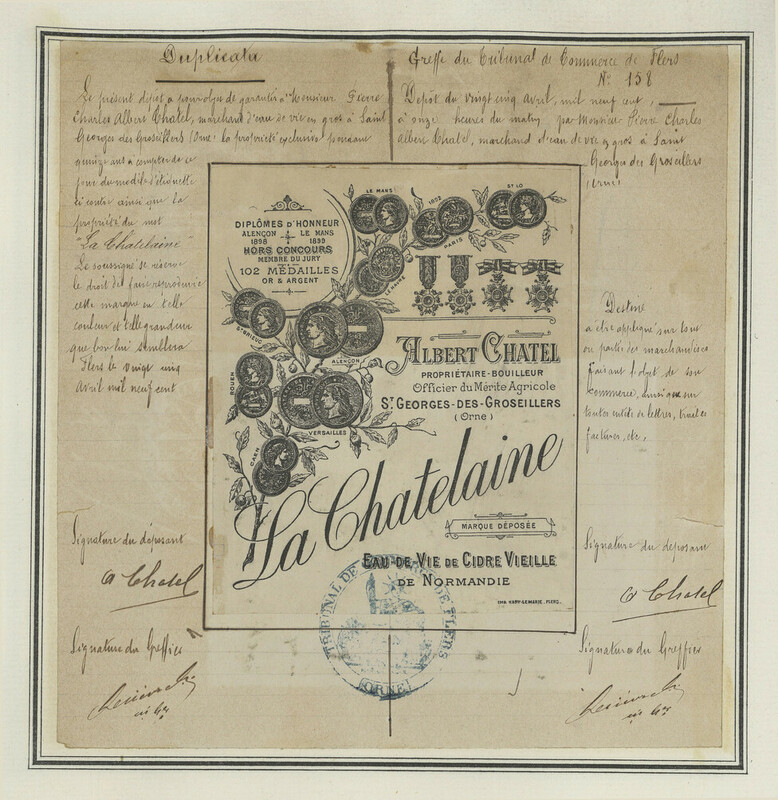 Duplicata
Le présent dépôt a pour objet de garantir à Monsieur Pierre
Charles Albert Chatel, marchand d'eau de vie en gros à Saint
Georges des Groseillers (Orne) la propriété exclusive pendant
quinze ans à compter de ce
jour du modèle d'étiquette
ci contre ainsi que la
propriété du mot
"La Chatelaine"
Le soussigné se réserve
le droit de faire reproduire
cette marque en telle
couleur et telle grandeur
que bon lui semblera
Flers le vingt cinq
Avril mil neuf cent
Signature du déposant
A Chatel
Signature du Greffier
Greffe du Tribunal de Commerce de Flers
N° 158
Dépôt du vingt cinq avril, mil neuf cent,
à onze heures du matin par Monsieur Pierre Charles
Albert Chatel, marchand d'eau de vie en gros à Saint
Georges des Groseillers
(Orne)
Destiné
à être appliqué sur tout
ou partie des marchandises
faisant l'objet de son
commerce, ainsi que sur
toutes entête de lettres,
factures, etc.
Signature du déposant
A Chatel
Signature du Greffier
LE MANS
1892
PARIS
ST LO
DIPLÔMES D'HONNEUR
ALENÇON LE MANS
1898 1899
HORS CONCOURS
MEMBRE DU JURY
102 MÉDAILLES
OR & ARGENT
ST BRIEUC
ALENÇON
ROUEN
VERSAILLES
CAEN
ALBERT CHATEL
PROPRIÉTAIRE-BOUILLEUR
Officier du Mérite Agricole
ST GEORGES-DES-GROSEILLERS
(Orne)
La Chatelaine
MARQUE DÉPOSÉE
EAU-DE-VIE DE CIDRE VIEILLE
DE NORMANDIE
TRIBUNAL DE COMMERCE DE FLERS
(ORNE)